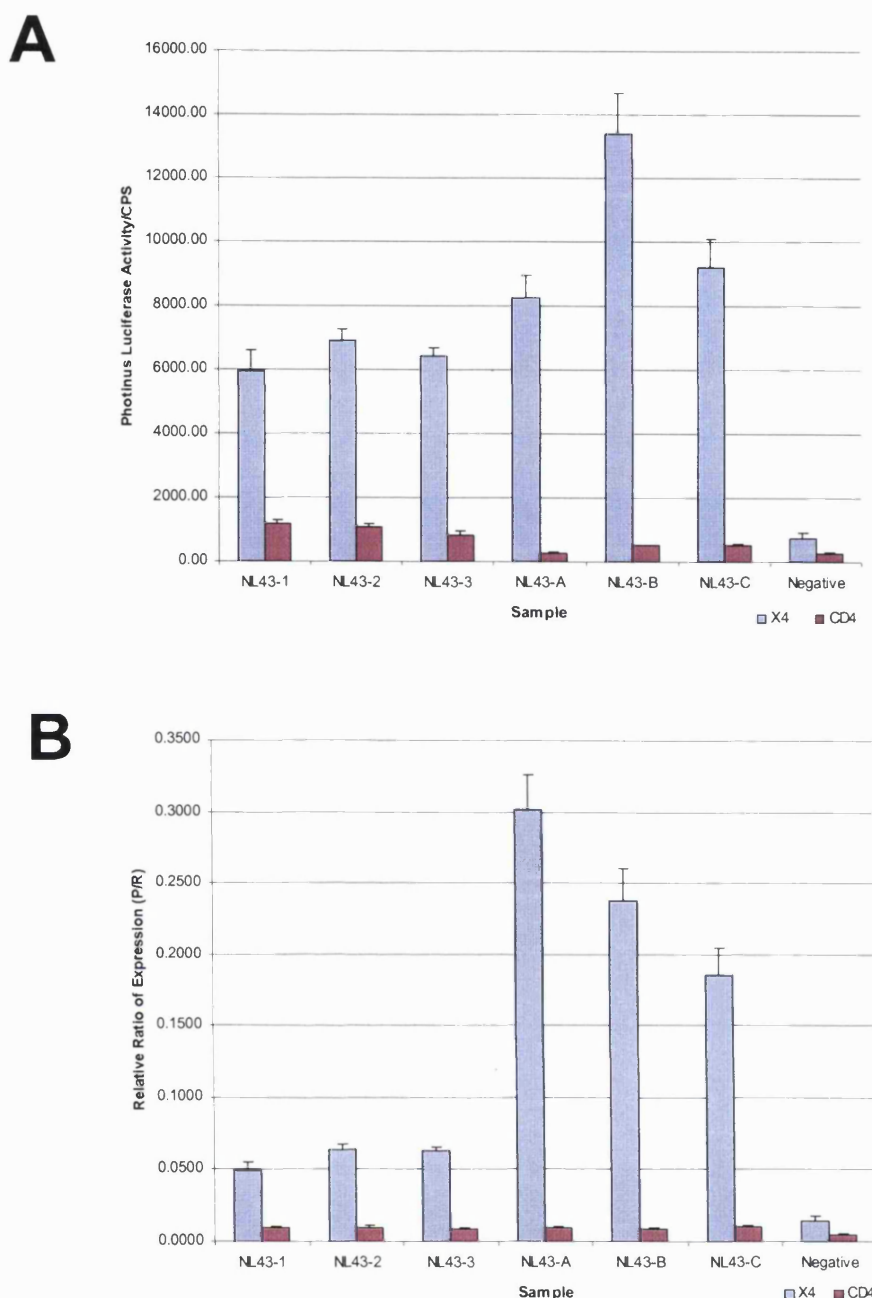 A
16000.00
14000.00
12000.00
10000.00
8000.00
6000.00
4000.00
2000.00
0.00
Photinus Luciferase Activity/CPS
NL43-1 NL43-2 NL43-3 NL43-A NL43-B NL43-C Negative
Sample
X4 CD4
B
0.3500
0.3000
0.2500
0.2000
0.1500
0.1000
0.0500
0.0000
Relative Ratio of Expression (P/R)
NL43-1 NL43-2 NL43-3 NL43-A NL43-B NL43-C Negative
Sample
X4 CD4